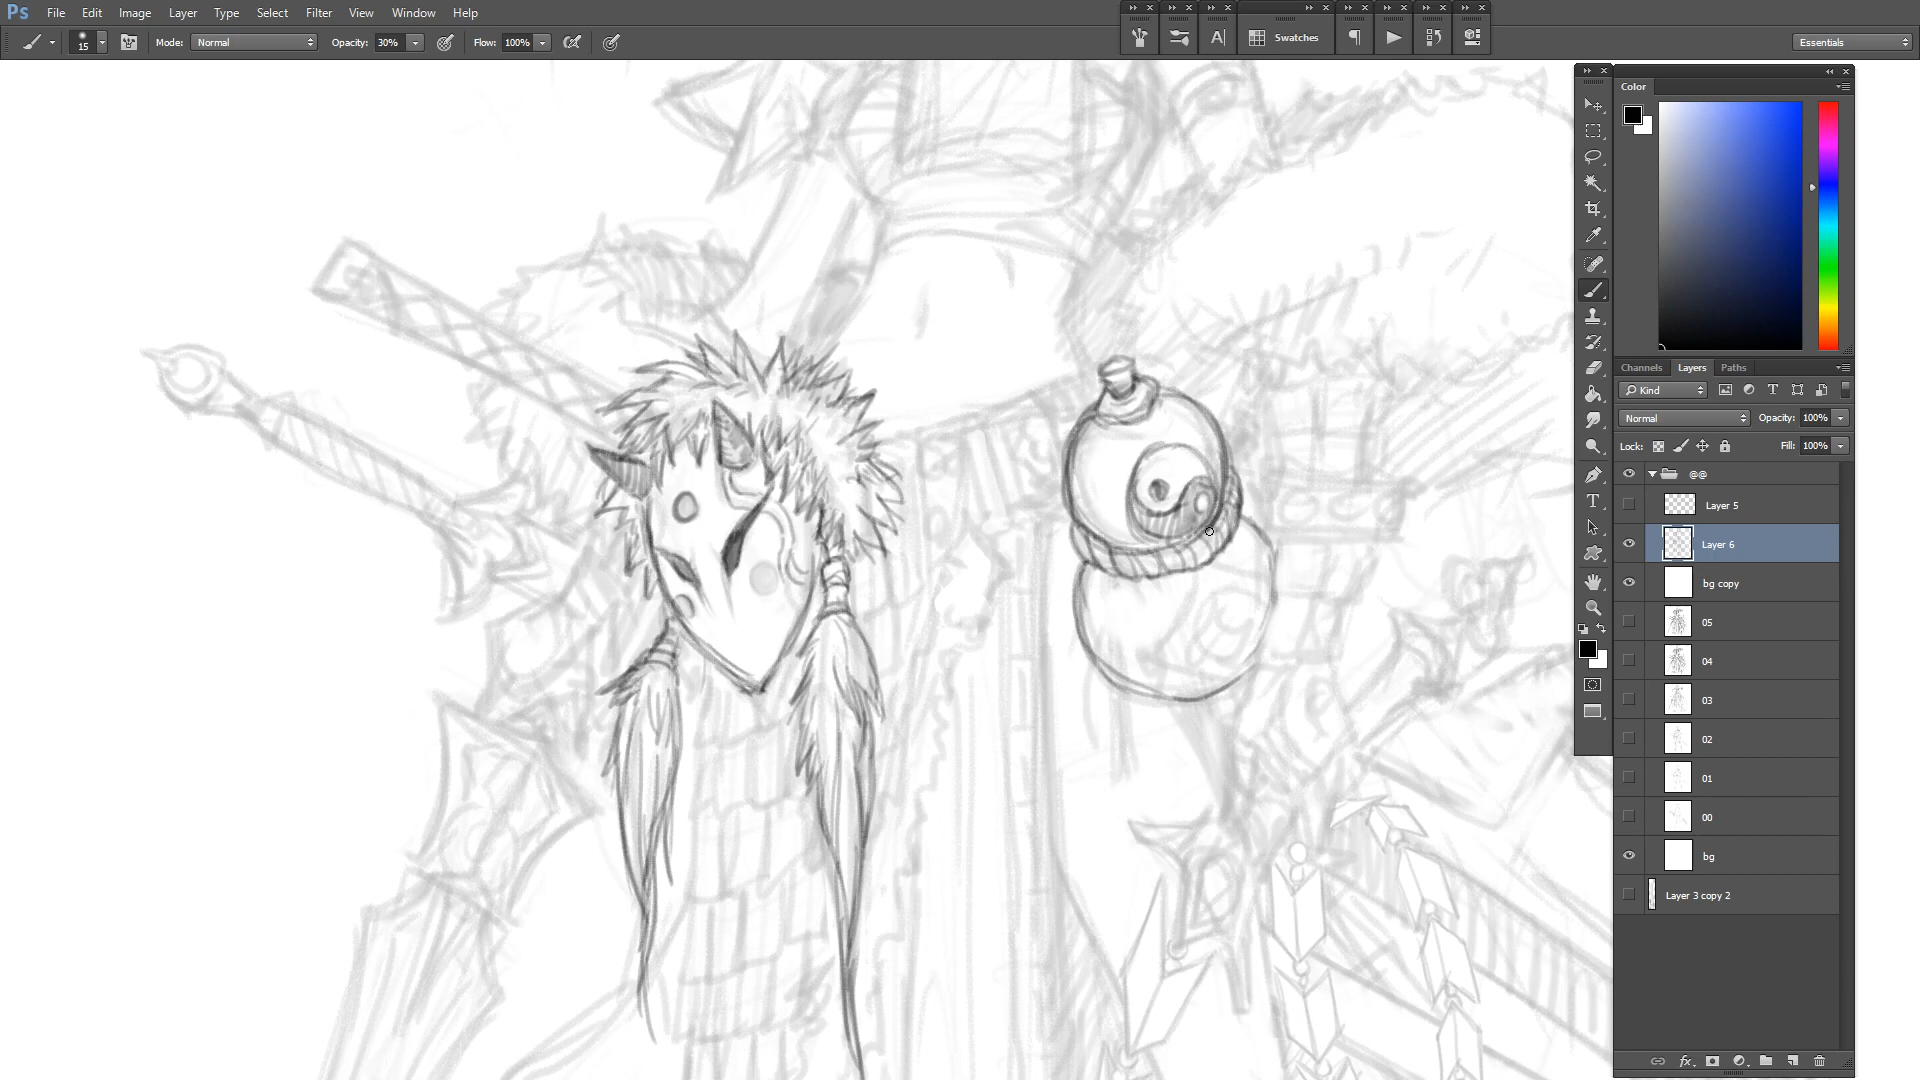 Ps File Edit Image Layer Type Select Filter View Window Help
15 Mode: Normal Opacity: 30% Flow: 100% A Swatches Essentials
Color
Channels Layers Paths
Kind
Normal Opacity: 100%
Lock: Fill: 100%
@@
Layer 5
Layer 6
bg copy
05
04
03
02
01
00
bg
Layer 3 copy 2
fx